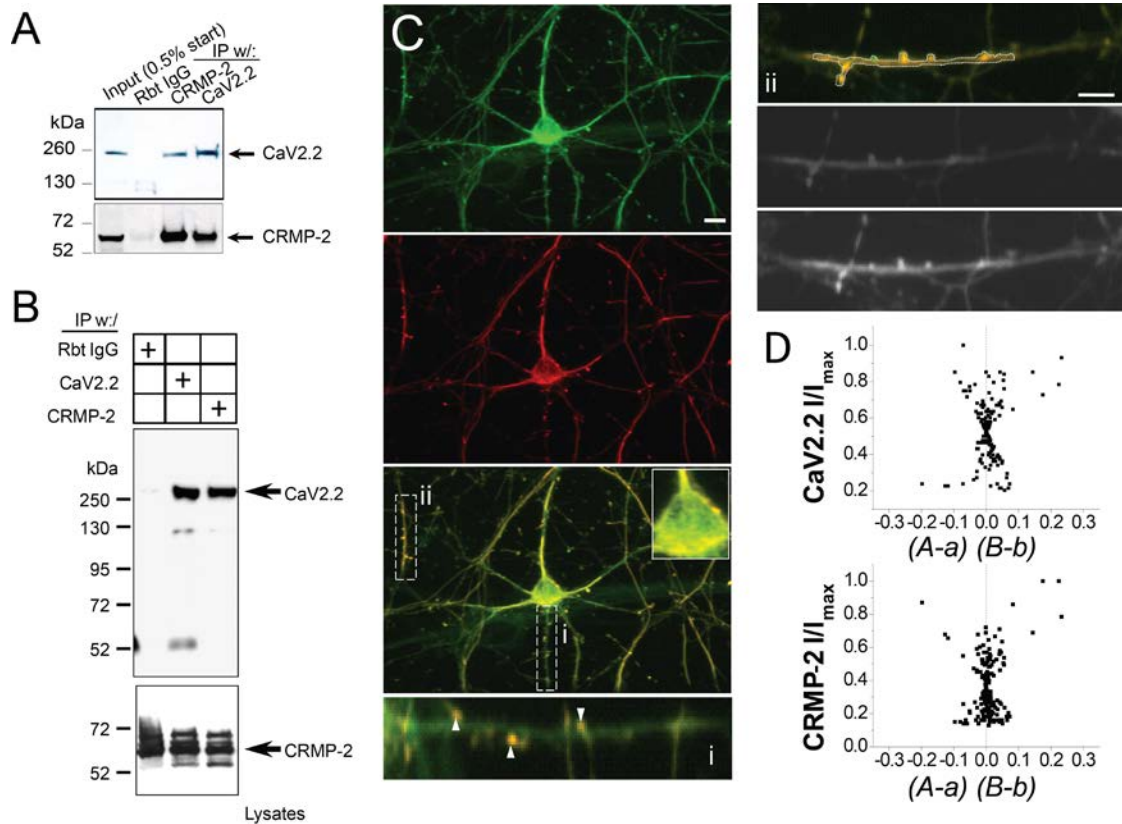 A
Input (0.5% start)
Rbt IgG
IP w/:
CRMP-2
CaV2.2
kDa
260
130
CaV2.2
72
52
CRMP-2
B
IP w:/
Rbt IgG +
CaV2.2 +
CRMP-2 +
kDa
250
130
95
72
52
CaV2.2
72
52
CRMP-2
Lysates
C
ii
i
i
ii
D
CaV2.2 I/Imax
1.0
0.8
0.6
0.4
0.2
-0.3 -0.2 -0.1 0.0 0.1 0.2 0.3
(A-a) (B-b)
CRMP-2 I/Imax
1.0
0.8
0.6
0.4
0.2
0.0
-0.3 -0.2 -0.1 0.0 0.1 0.2 0.3
(A-a) (B-b)